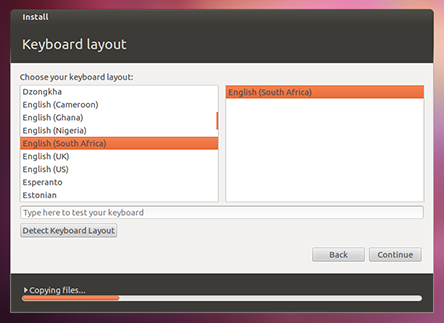 Install
Keyboard layout
Choose your keyboard layout:
Dzongkha
English (Cameroon)
English (Ghana)
English (Nigeria)
English (South Africa)
English (UK)
English (US)
Esperanto
Estonian
English (South Africa)
Type here to test your keyboard
Detect Keyboard Layout
Back
Continue
Copying files...